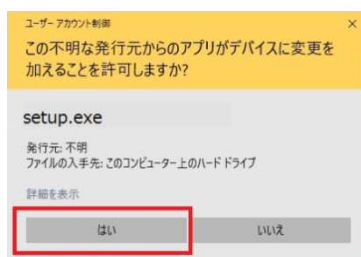 ユーザー アカウント制御
×
この不明な発行元からのアプリがデバイスに変更を
加えることを許可しますか?
setup.exe
発行元: 不明
ファイルの入手先: このコンピューター上のハード ドライブ
詳細を表示
はい
いいえ